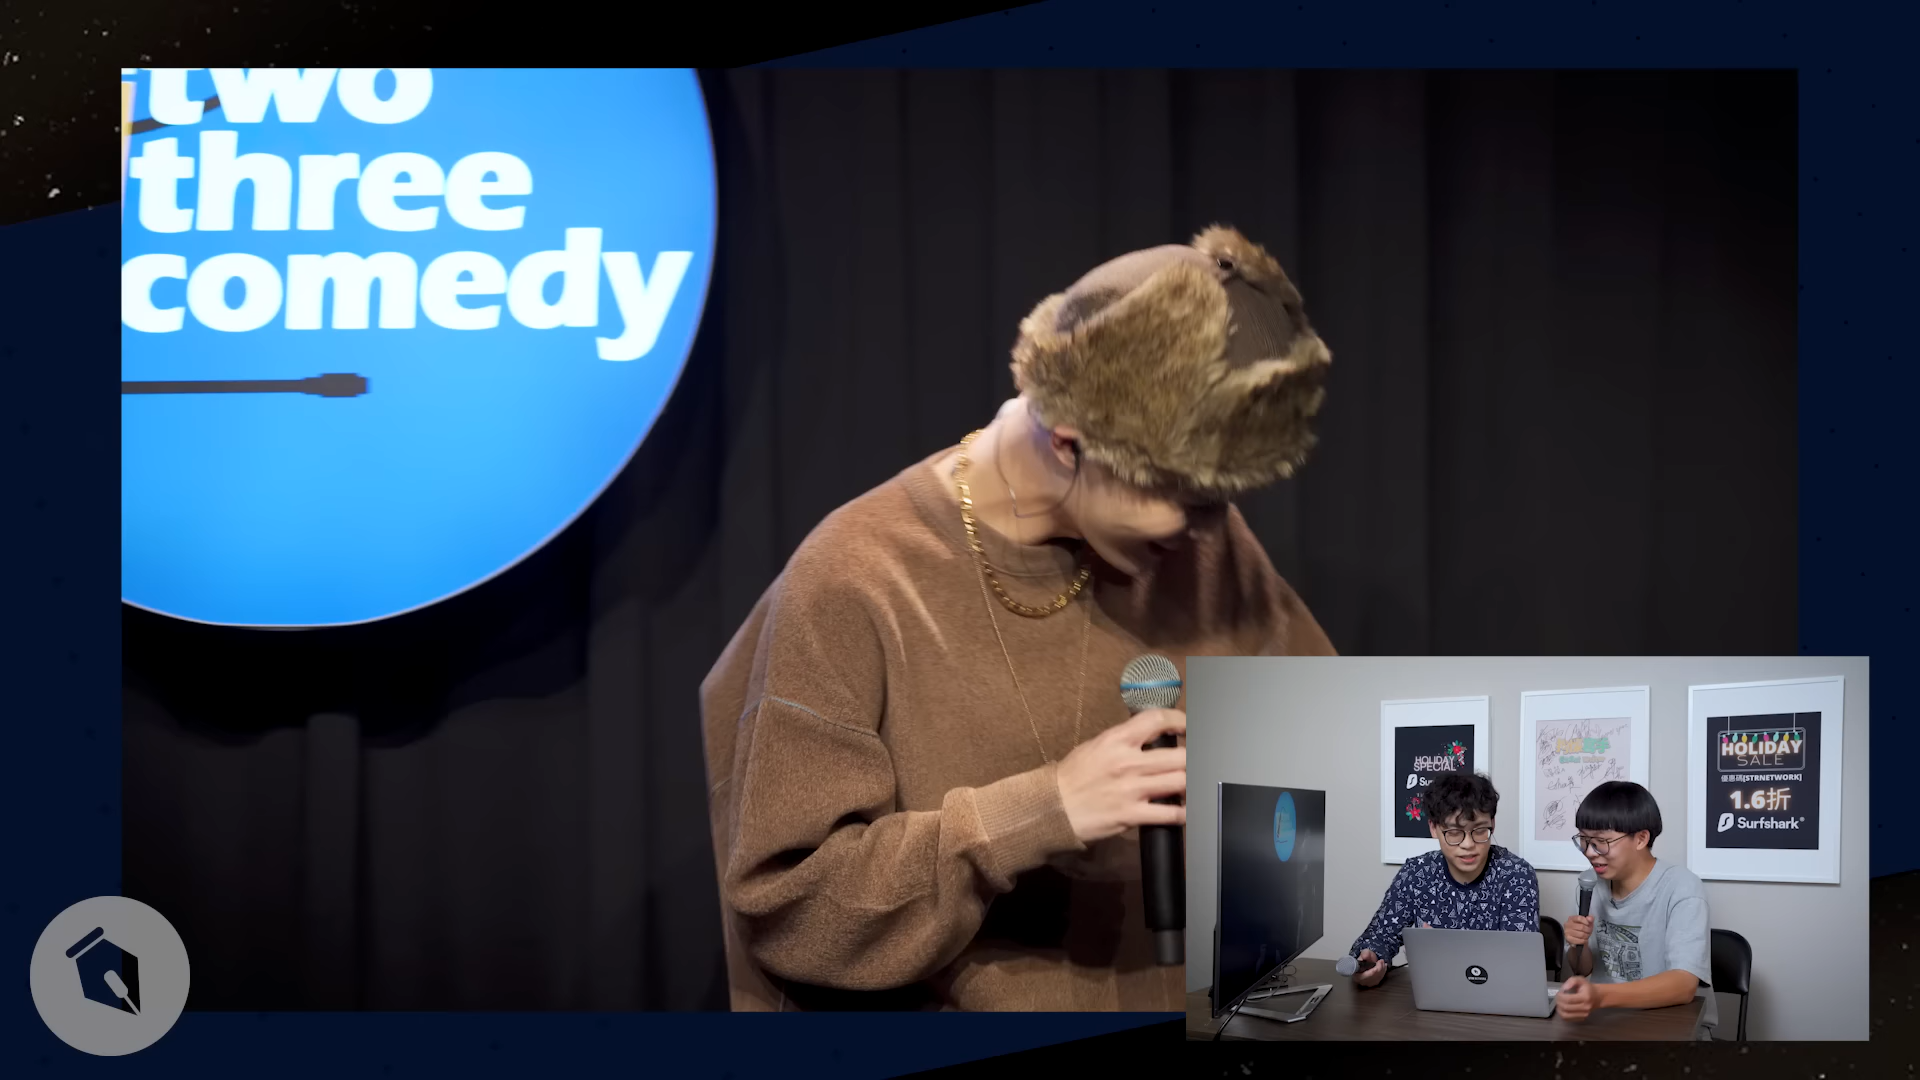 two
three
comedy
HOLIDAY
SPECIAL
HOLIDAY
SALE
優惠碼[STRNETWORK]
1.6折
Surfshark